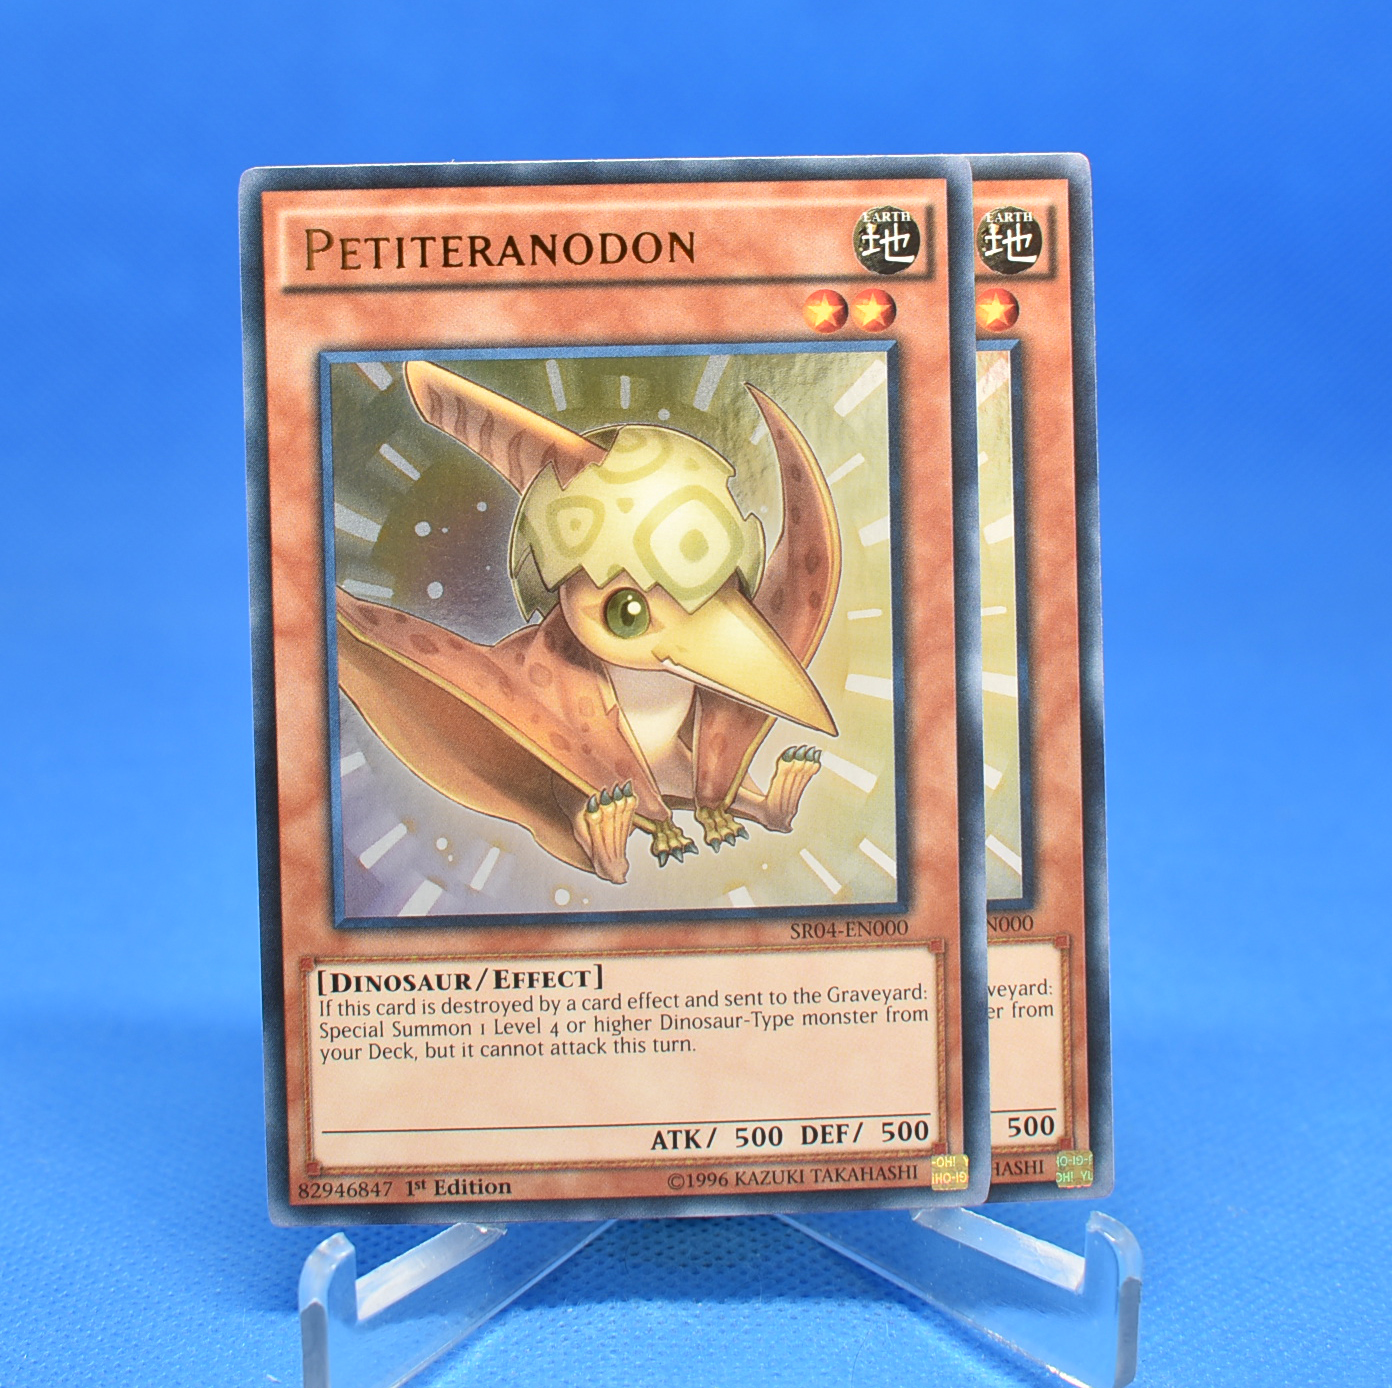 PETITERANODON
EARTH
地
EARTH
地
SR04-EN000
N000
[DINOSAUR/EFFECT]
If this card is destroyed by a card effect and sent to the Graveyard:
Special Summon 1 Level 4 or higher Dinosaur-Type monster from
your Deck, but it cannot attack this turn.
veyard:
er from
ATK/ 500 DEF/ 500
500
82946847 1st Edition
©1996 KAZUKI TAKAHASHI
HASHI